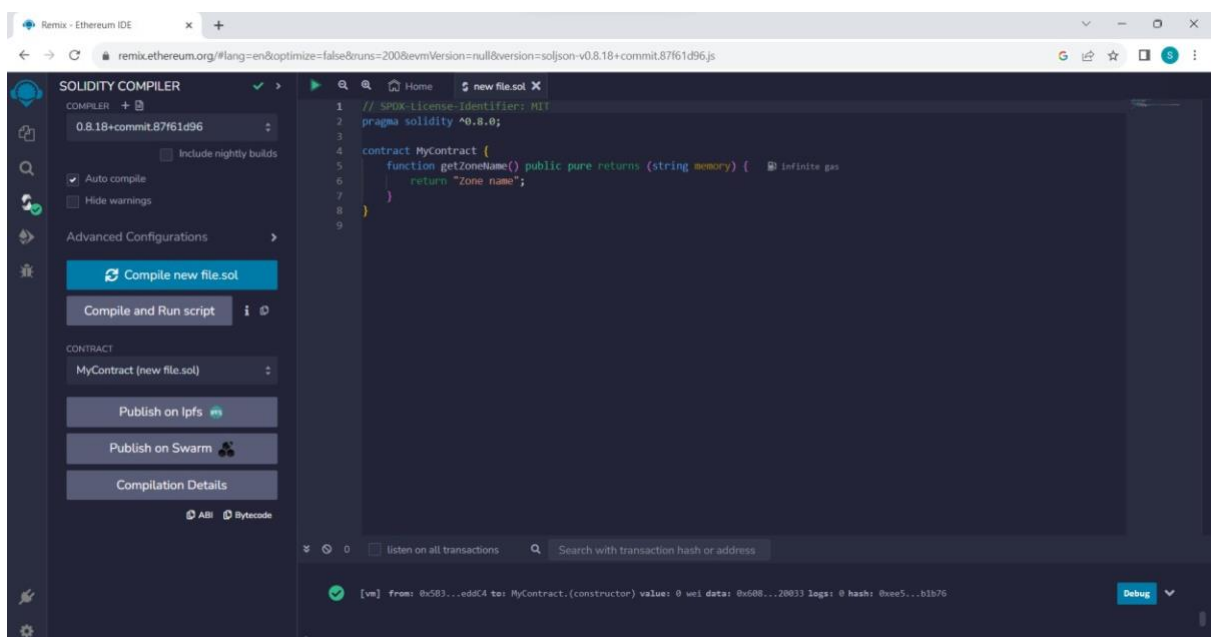 Remix - Ethereum IDE
remix.ethereum.org/#lang=en&optimize=false&runs=200&evmVersion=null&version=soljson-v0.8.18+commit.87f61d96.js
G
S
SOLIDITY COMPILER
COMPILER
0.8.18+commit.87f61d96
Include nightly builds
Auto compile
Hide warnings
Advanced Configurations
Compile new file.sol
Compile and Run script
CONTRACT
MyContract (new file.sol)
Publish on Ipfs
Publish on Swarm
Compilation Details
ABI Bytecode
Home new file.sol
1 // SPDX-License-Identifier: MIT
2 pragma solidity ^0.8.0;
3
4 contract MyContract {
5 function getZoneName() public pure returns (string memory) { infinite gas
6 return "Zone name";
7 }
8 }
9
0 listen on all transactions Search with transaction hash or address
[vm] from: 0x5B3...eddC4 to: MyContract.(constructor) value: 0 wei data: 0x608...20033 logs: 0 hash: 0xee5...b1b76
Debug